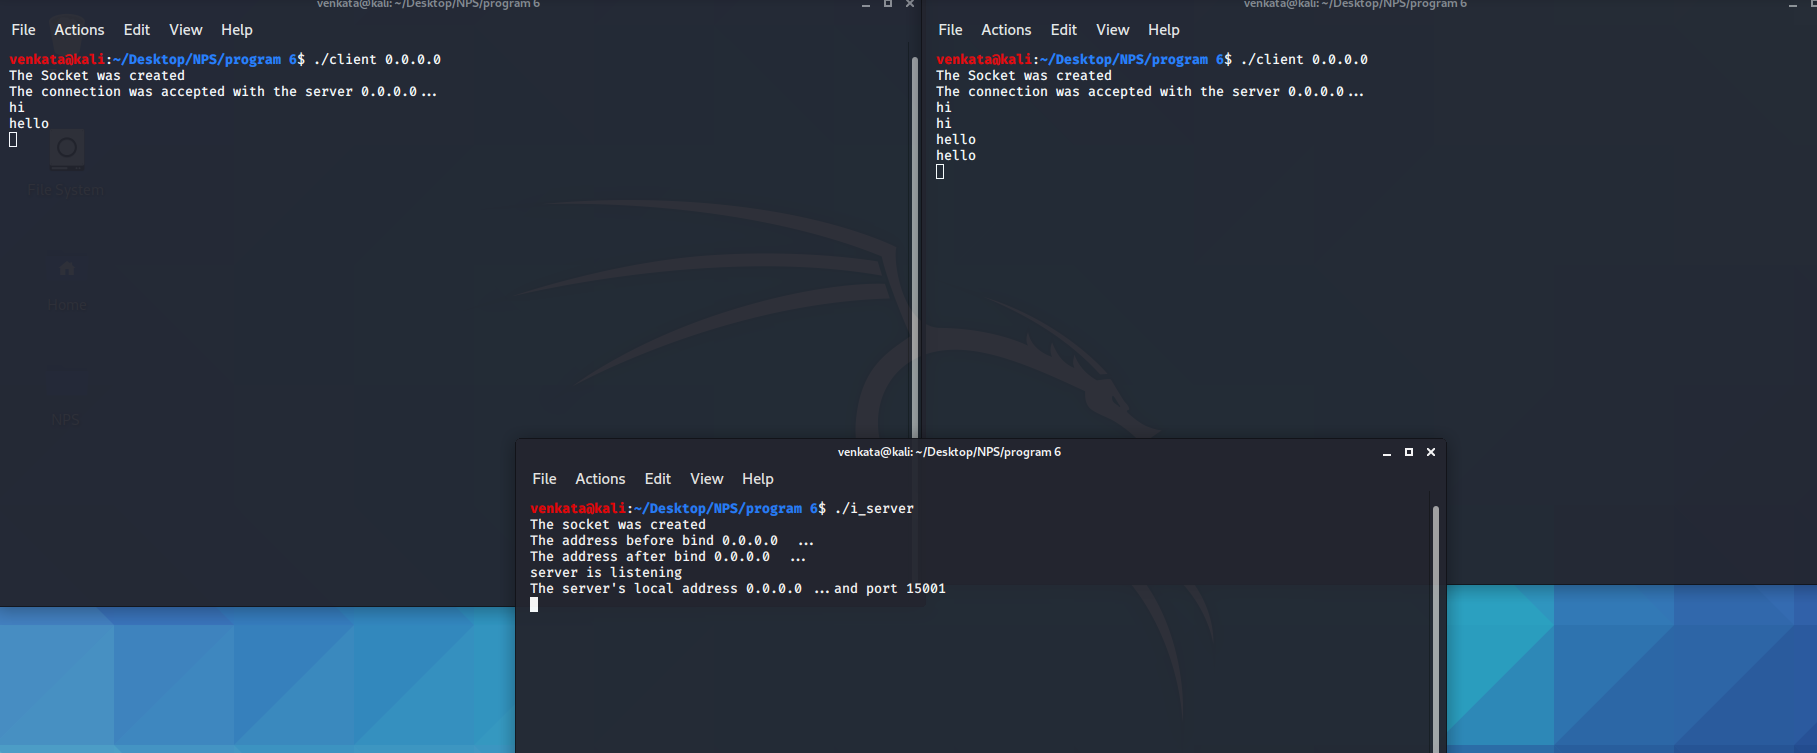 venkata@kali: ~/Desktop/NPS/program 6
File Actions Edit View Help
venkata@kali:~/Desktop/NPS/program 6$ ./client 0.0.0.0
The Socket was created
The connection was accepted with the server 0.0.0.0...
hi
hello
File System
Home
NPS
venkata@kali: ~/Desktop/NPS/program 6
File Actions Edit View Help
venkata@kali:~/Desktop/NPS/program 6$ ./client 0.0.0.0
The Socket was created
The connection was accepted with the server 0.0.0.0...
hi
hi
hello
hello
venkata@kali: ~/Desktop/NPS/program 6
File Actions Edit View Help
venkata@kali:~/Desktop/NPS/program 6$ ./i_server
The socket was created
The address before bind 0.0.0.0 ...
The address after bind 0.0.0.0 ...
server is listening
The server's local address 0.0.0.0 ...and port 15001